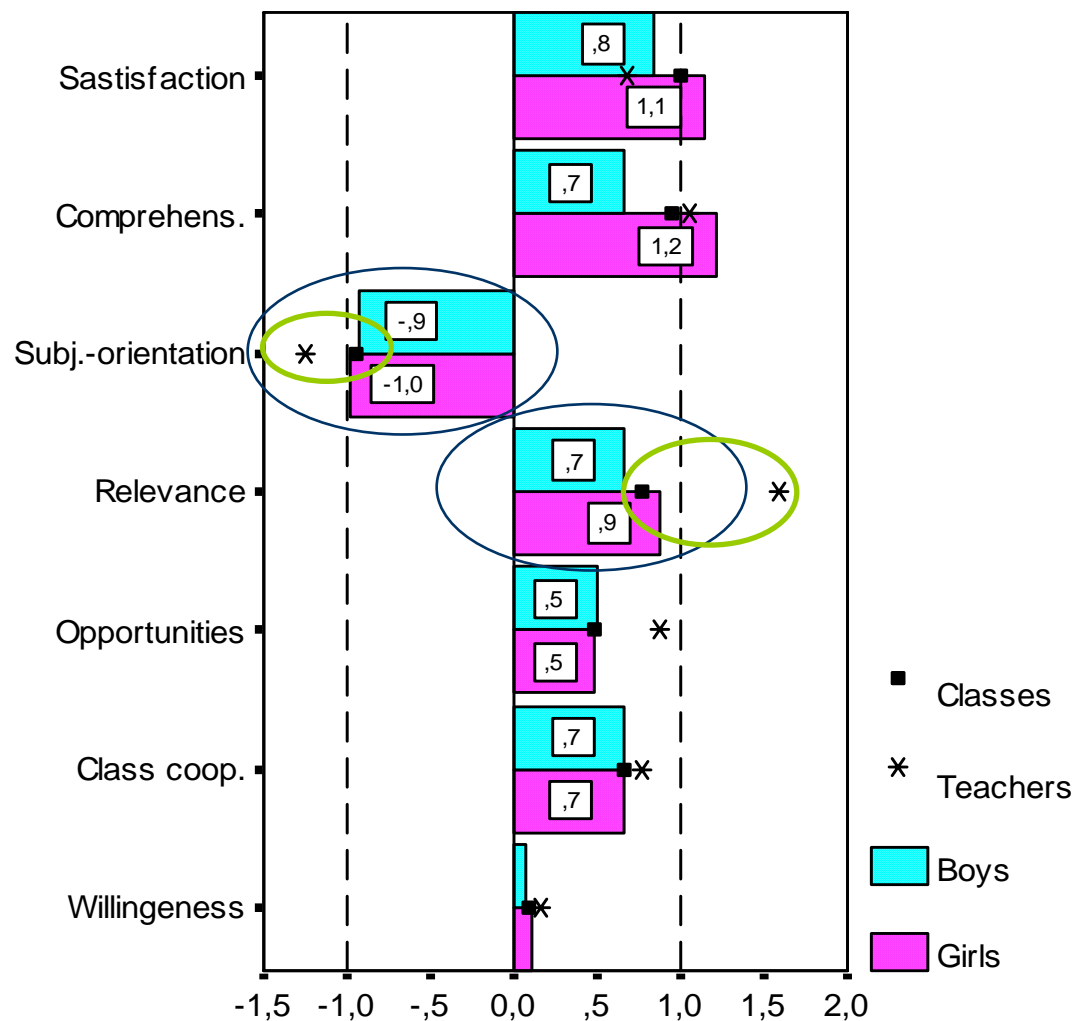 Sastisfaction
,8
1,1
Comprehens.
,7
1,2
Subj.-orientation
-,9
-1,0
Relevance
,7
,9
Opportunities
,5
,5
Class coop.
,7
,7
Willingeness
-1,5 -1,0 -,5 0,0 ,5 1,0 1,5 2,0
Classes
Teachers
Boys
Girls